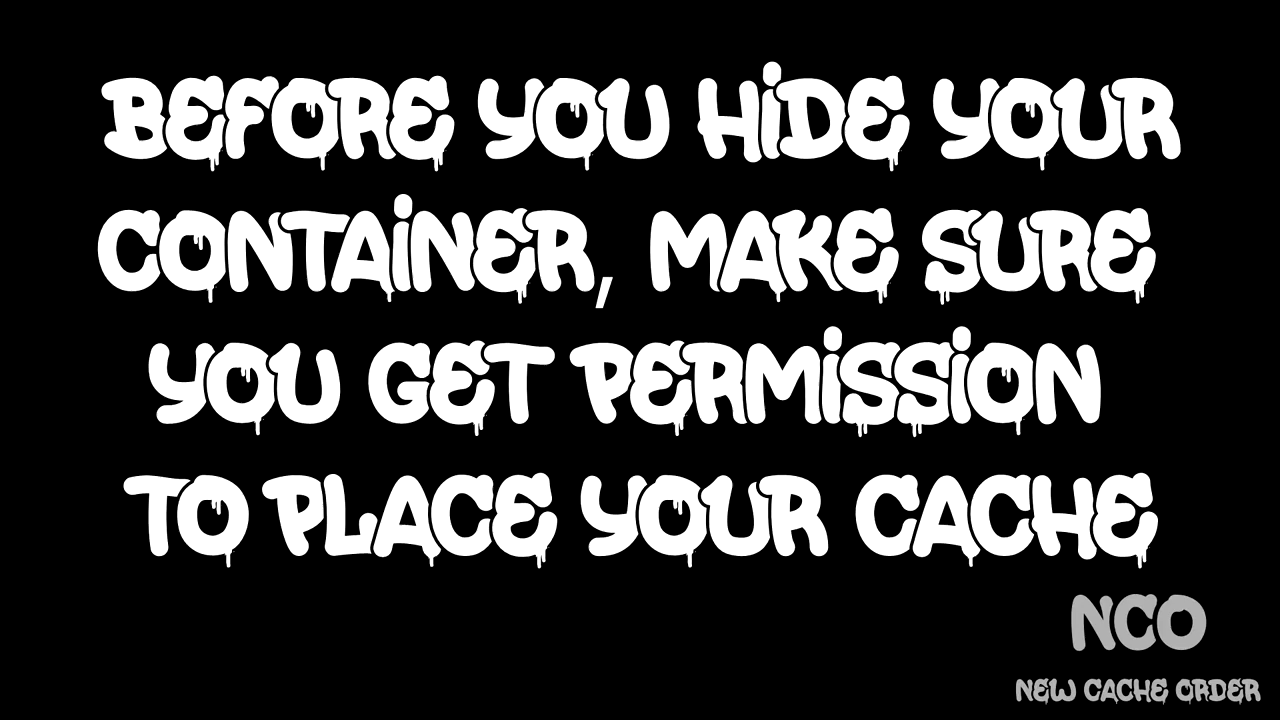 BEFORE YOU HiDE YOUR
CONTAiNER, MAKE SURE
YOU GET PERMiSSiON
TO PLACE YOUR CACHE
NCO
NEW CACHE ORDER